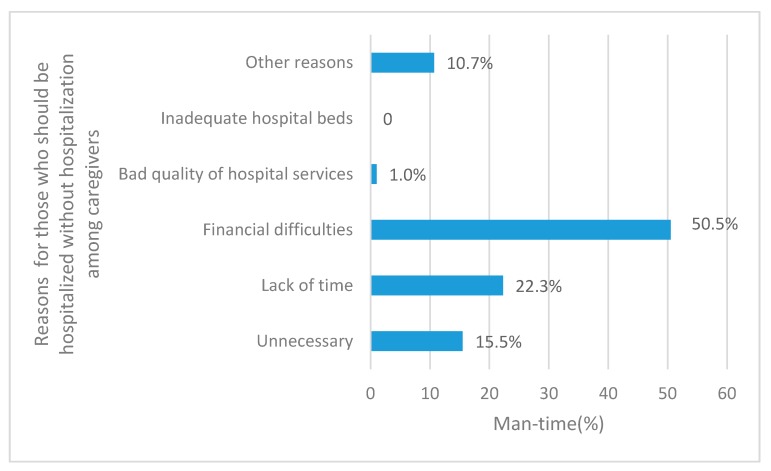 Reasons for those who should be
hospitalized without hospitalization
among caregivers
Other reasons 10.7%
Inadequate hospital beds 0
Bad quality of hospital services 1.0%
Financial difficulties 50.5%
Lack of time 22.3%
Unnecessary 15.5%
0 10 20 30 40 50 60
Man-time(%)